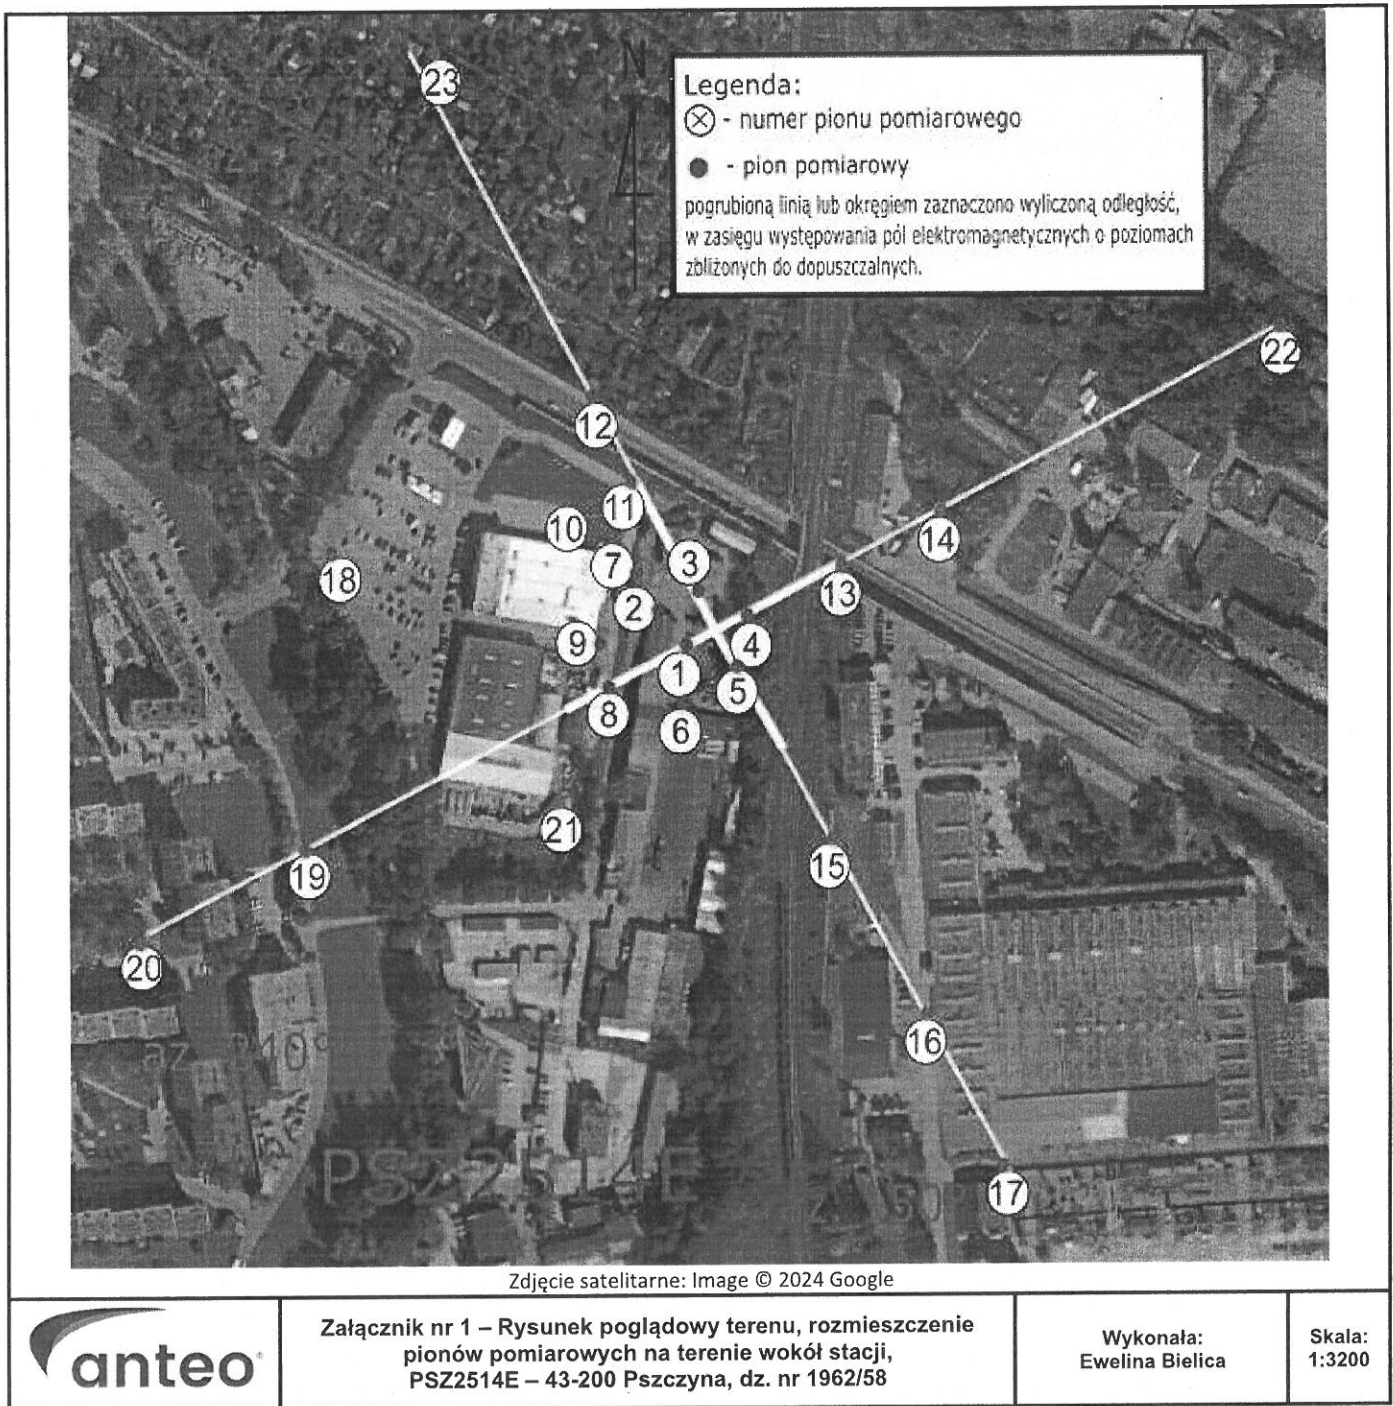 N
23
Legenda:
- numer pionu pomiarowego
- pion pomiarowy
pogrubioną linią lub okręgiem zaznaczono wyliczoną odległość,
w zasięgu występowania pól elektromagnetycznych o poziomach
zbliżonych do dopuszczalnych.
22
12
11
10
14
7
3
18
13
2
9
4
1
5
8
6
21
15
19
20
16
az
40°
PSZ2514E
17
Zdjęcie satelitarne: Image © 2024 Google
anteo
Załącznik nr 1 – Rysunek poglądowy terenu, rozmieszczenie
pionów pomiarowych na terenie wokół stacji,
PSZ2514E – 43-200 Pszczyna, dz. nr 1962/58
Wykonała:
Ewelina Bielica
Skala:
1:3200